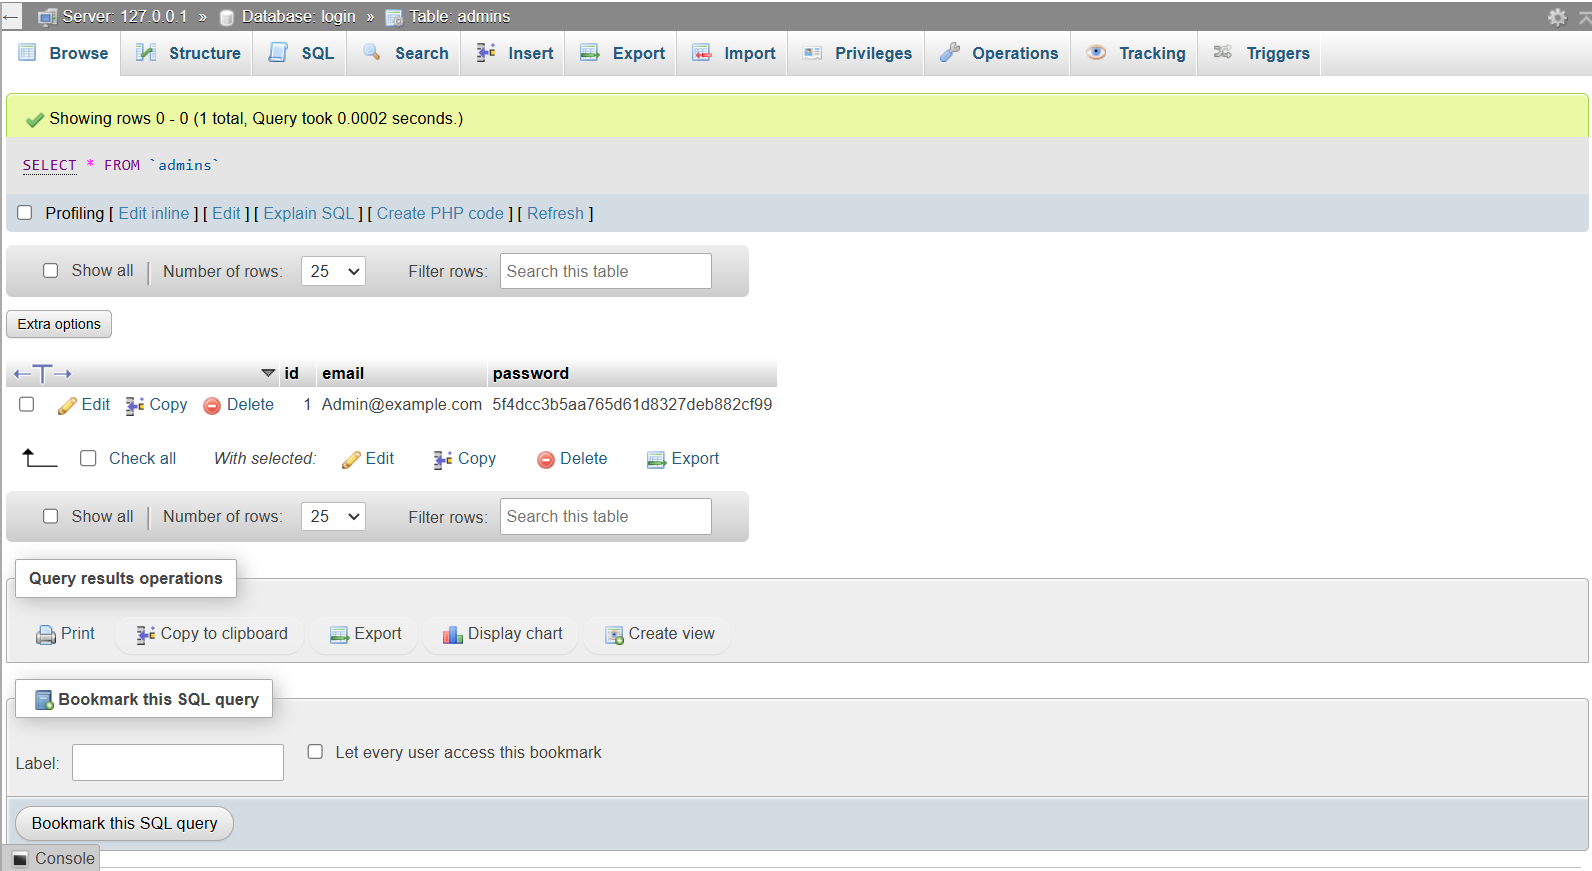 Server: 127.0.0.1 » Database: login » Table: admins
Browse Structure SQL Search Insert Export Import Privileges Operations Tracking Triggers
Showing rows 0 - 0 (1 total, Query took 0.0002 seconds.)
SELECT * FROM `admins`
Profiling [ Edit inline ] [ Edit ] [ Explain SQL ] [ Create PHP code ] [ Refresh ]
Show all | Number of rows: 25 Filter rows: Search this table
Extra options
←T→ id email password
Edit Copy Delete 1 Admin@example.com 5f4dcc3b5aa765d61d8327deb882cf99
Check all With selected: Edit Copy Delete Export
Show all | Number of rows: 25 Filter rows: Search this table
Query results operations
Print Copy to clipboard Export Display chart Create view
Bookmark this SQL query
Label: Let every user access this bookmark
Bookmark this SQL query
Console